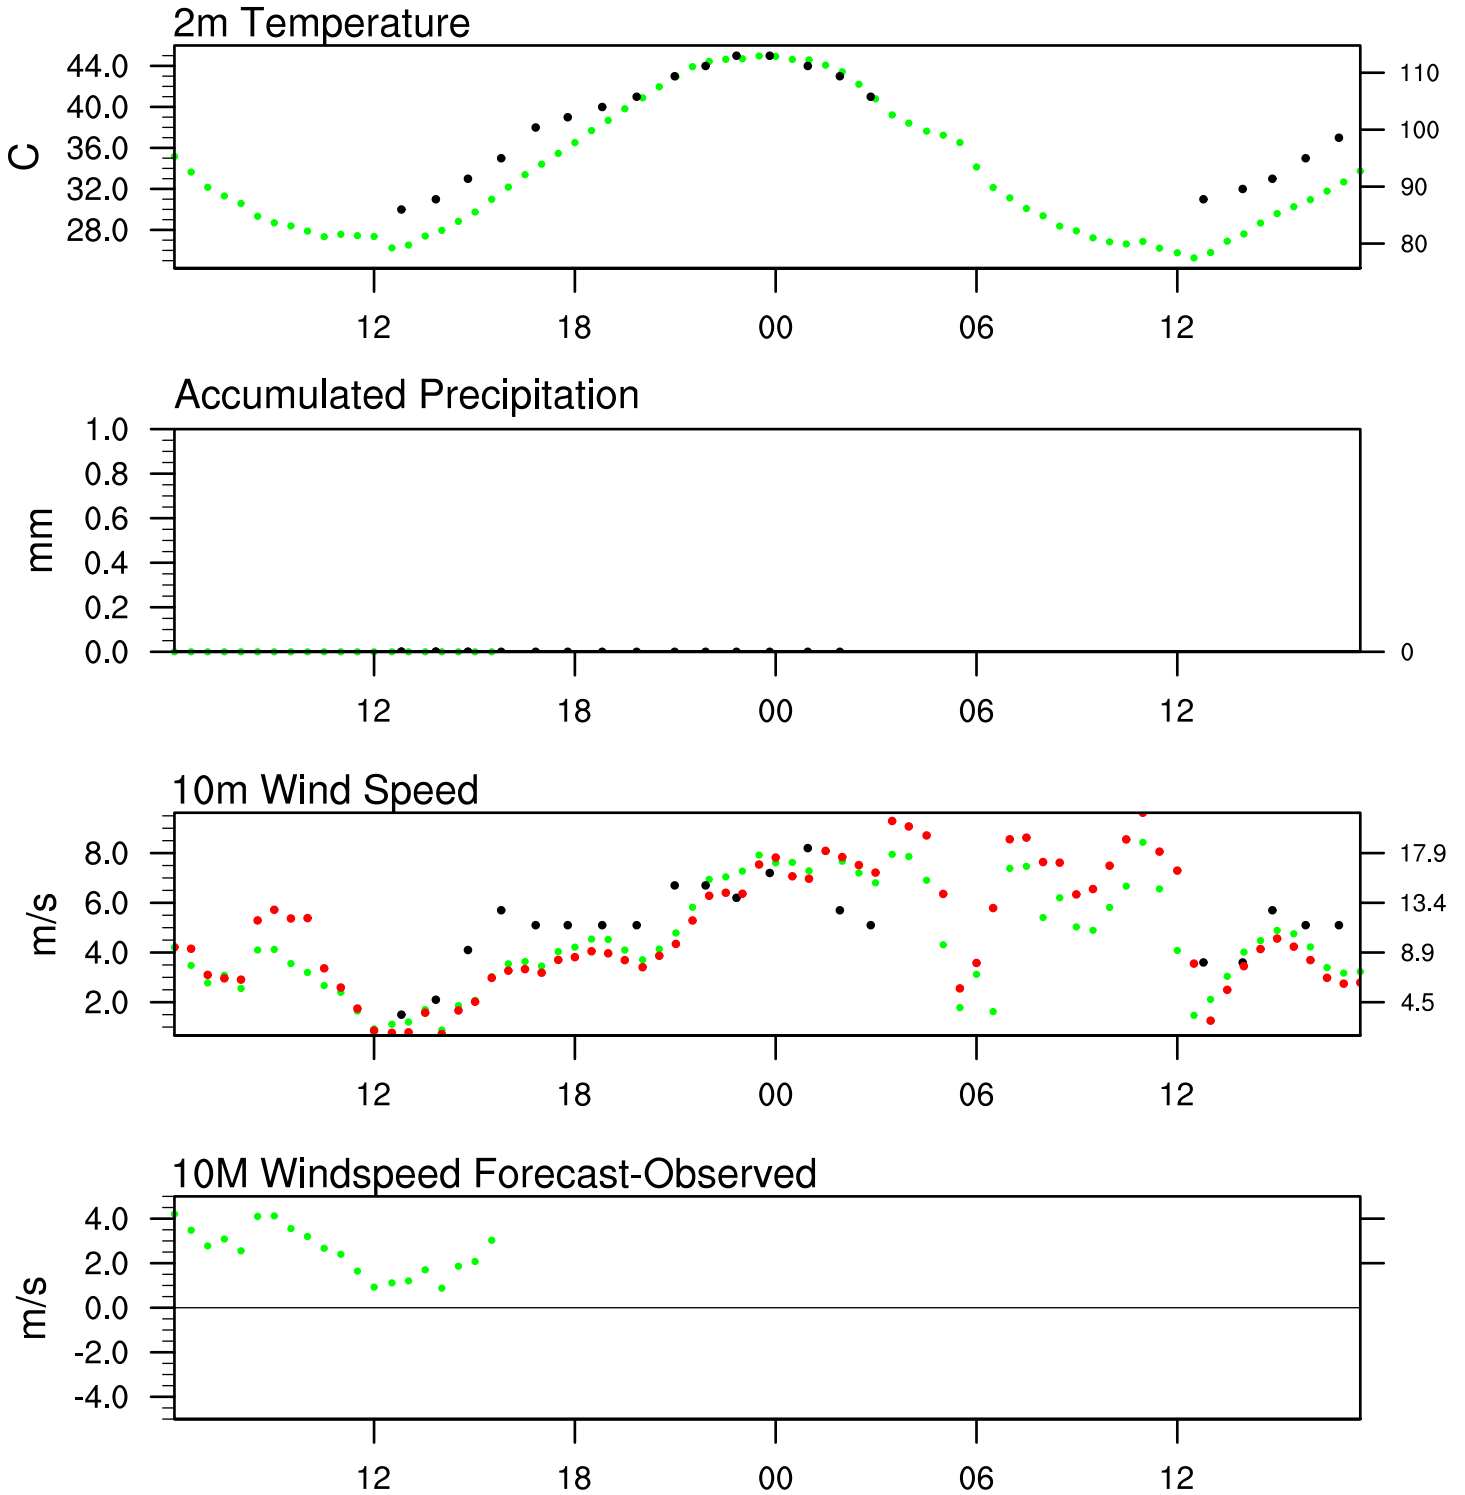 2m Temperature
44.0
40.0
36.0
32.0
28.0
C
110
100
90
80
12 18 00 06 12
Accumulated Precipitation
1.0
0.8
0.6
0.4
0.2
0.0
mm
0
12 18 00 06 12
10m Wind Speed
8.0
6.0
4.0
2.0
m/s
17.9
13.4
8.9
4.5
12 18 00 06 12
10M Windspeed Forecast-Observed
4.0
2.0
0.0
-2.0
-4.0
m/s
12 18 00 06 12